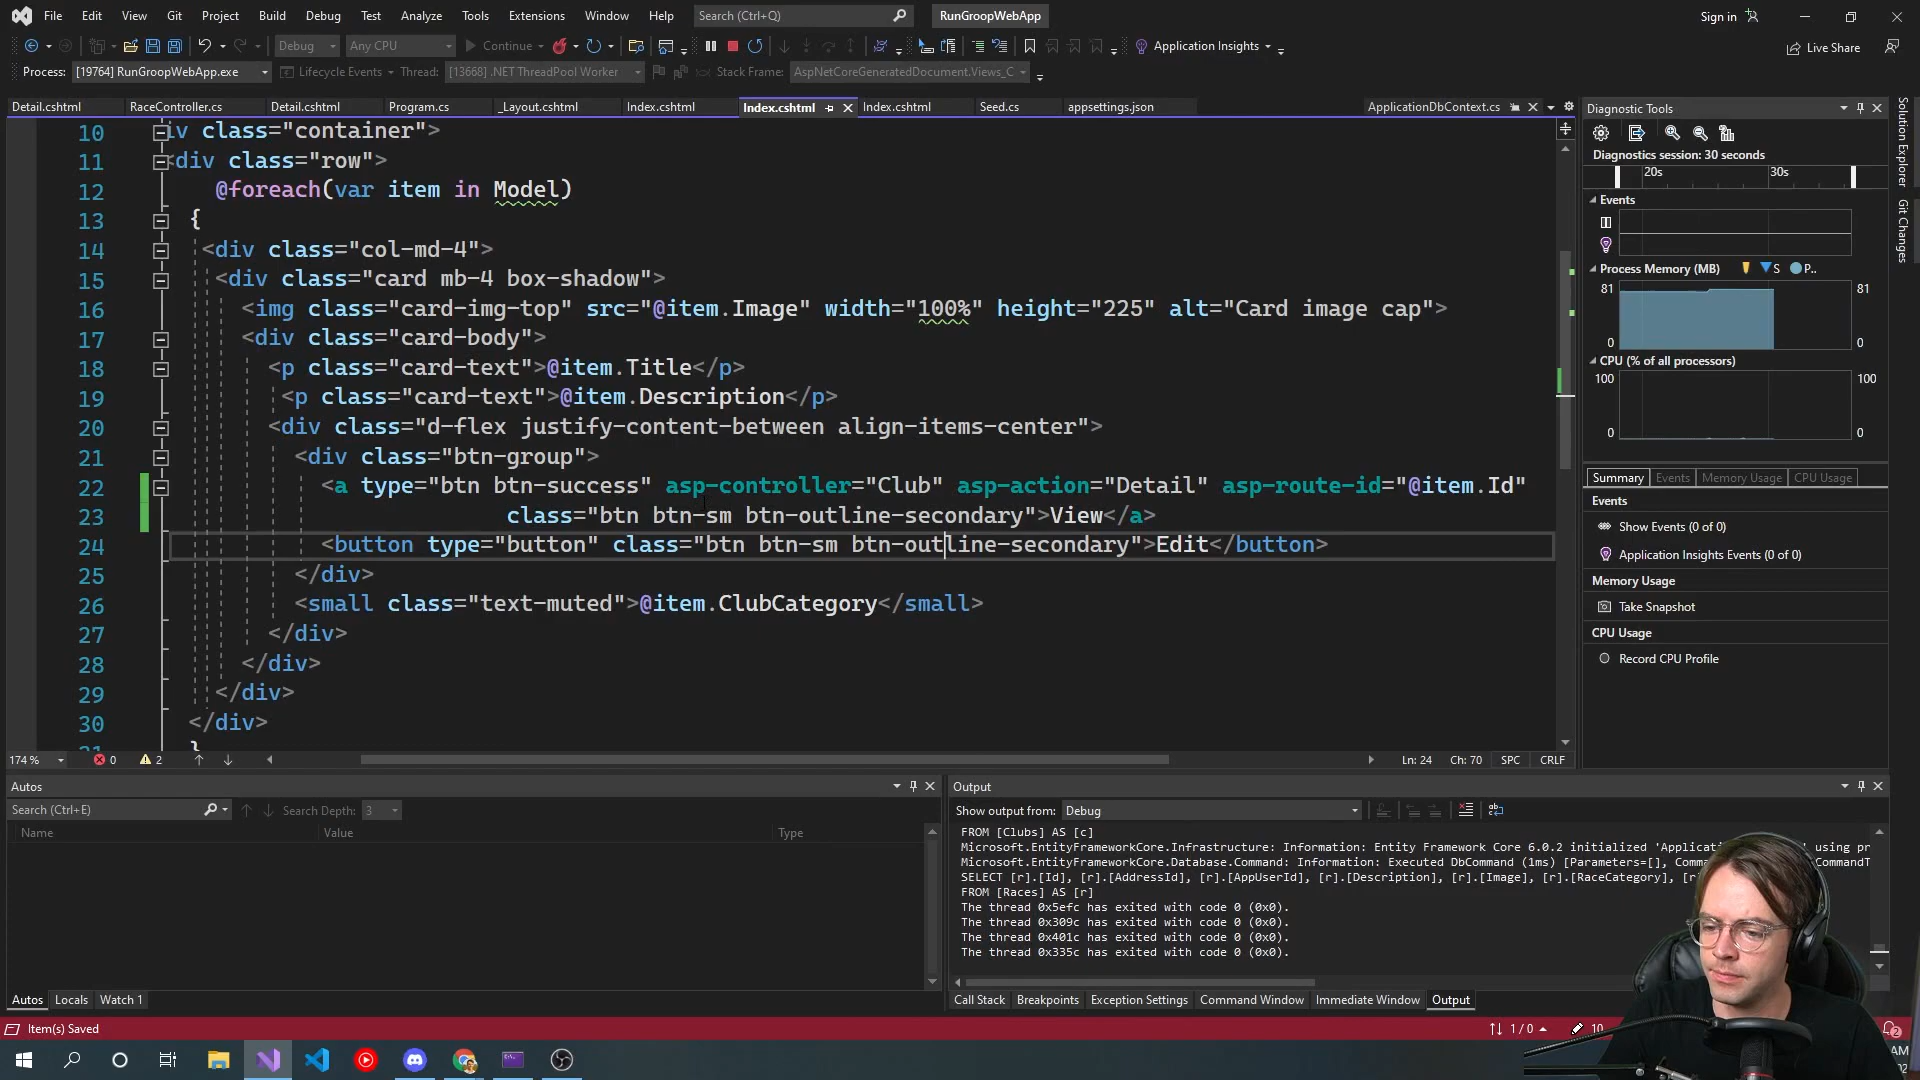 File Edit View Git Project Build Debug Test Analyze Tools Extensions Window Help Search (Ctrl+Q) RunGroopWebApp Sign in
Debug Any CPU Continue Application Insights Live Share
Process: [19764] RunGroopWebApp.exe Lifecycle Events Thread: [13668] .NET ThreadPool Worker Stack Frame: AspNetCoreGeneratedDocument.Views_C
Detail.cshtml RaceController.cs Detail.cshtml Program.cs _Layout.cshtml Index.cshtml Index.cshtml Index.cshtml Seed.cs appsettings.json ApplicationDbContext.cs
10 iv class="container">
11 div class="row">
12 @foreach(var item in Model)
13 {
14 <div class="col-md-4">
15 <div class="card mb-4 box-shadow">
16 <img class="card-img-top" src="@item.Image" width="100%" height="225" alt="Card image cap">
17 <div class="card-body">
18 <p class="card-text">@item.Title</p>
19 <p class="card-text">@item.Description</p>
20 <div class="d-flex justify-content-between align-items-center">
21 <div class="btn-group">
22 <a type="btn btn-success" asp-controller="Club" asp-action="Detail" asp-route-id="@item.Id"
23 class="btn btn-sm btn-outline-secondary">View</a>
24 <button type="button" class="btn btn-sm btn-outline-secondary">Edit</button>
25 </div>
26 <small class="text-muted">@item.ClubCategory</small>
27 </div>
28 </div>
29 </div>
30 </div>
}
174 % 0 2 Ln: 24 Ch: 70 SPC CRLF
Diagnostic Tools
Diagnostics session: 30 seconds
20s 30s
Events
Process Memory (MB) S P..
81 81
0 0
CPU (% of all processors)
100 100
0 0
Summary Events Memory Usage CPU Usage
Events
Show Events (0 of 0)
Application Insights Events (0 of 0)
Memory Usage
Take Snapshot
CPU Usage
Record CPU Profile
Solution Explorer
Git Changes
Autos
Search (Ctrl+E) Search Depth: 3
Name Value Type
Autos Locals Watch 1
Output
Show output from: Debug
FROM [Clubs] AS [c]
Microsoft.EntityFrameworkCore.Infrastructure: Information: Entity Framework Core 6.0.2 initialized 'Applicatio
Microsoft.EntityFrameworkCore.Database.Command: Information: Executed DbCommand (1ms) [Parameters=[], Comma
SELECT [r].[Id], [r].[AddressId], [r].[AppUserId], [r].[Description], [r].[Image], [r].[RaceCategory],
FROM [Races] AS [r]
The thread 0x5efc has exited with code 0 (0x0).
The thread 0x309c has exited with code 0 (0x0).
The thread 0x401c has exited with code 0 (0x0).
The thread 0x335c has exited with code 0 (0x0).
Call Stack Breakpoints Exception Settings Command Window Immediate Window Output
Item(s) Saved 1 / 0 10 2
AM